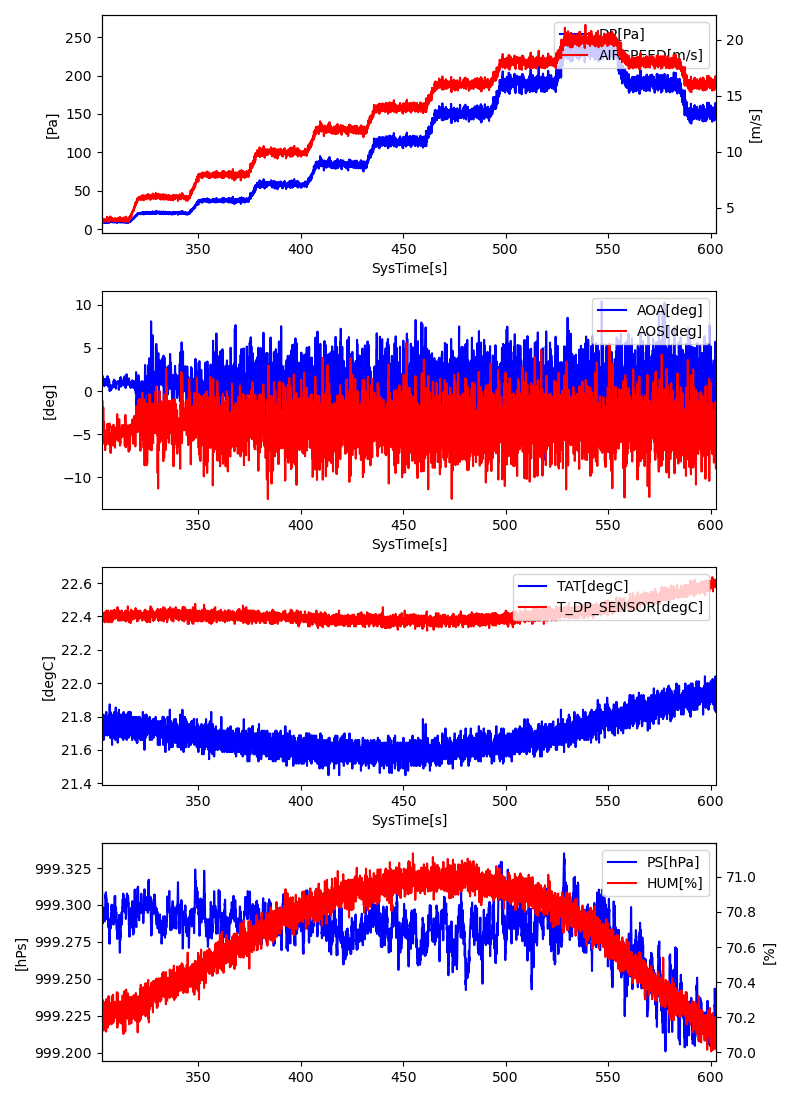 DP[Pa]
AIRSPEED[m/s]
250
200
150
100
50
0
[Pa]
20
15
10
5
[m/s]
350 400 450 500 550 600
SysTime[s]
AOA[deg]
AOS[deg]
10
5
0
−5
−10
[deg]
350 400 450 500 550 600
SysTime[s]
TAT[degC]
T_DP_SENSOR[degC]
22.6
22.4
22.2
22.0
21.8
21.6
21.4
[degC]
350 400 450 500 550 600
SysTime[s]
PS[hPa]
HUM[%]
999.325
999.300
999.275
999.250
999.225
999.200
[hPs]
71.0
70.8
70.6
70.4
70.2
70.0
[%]
350 400 450 500 550 600